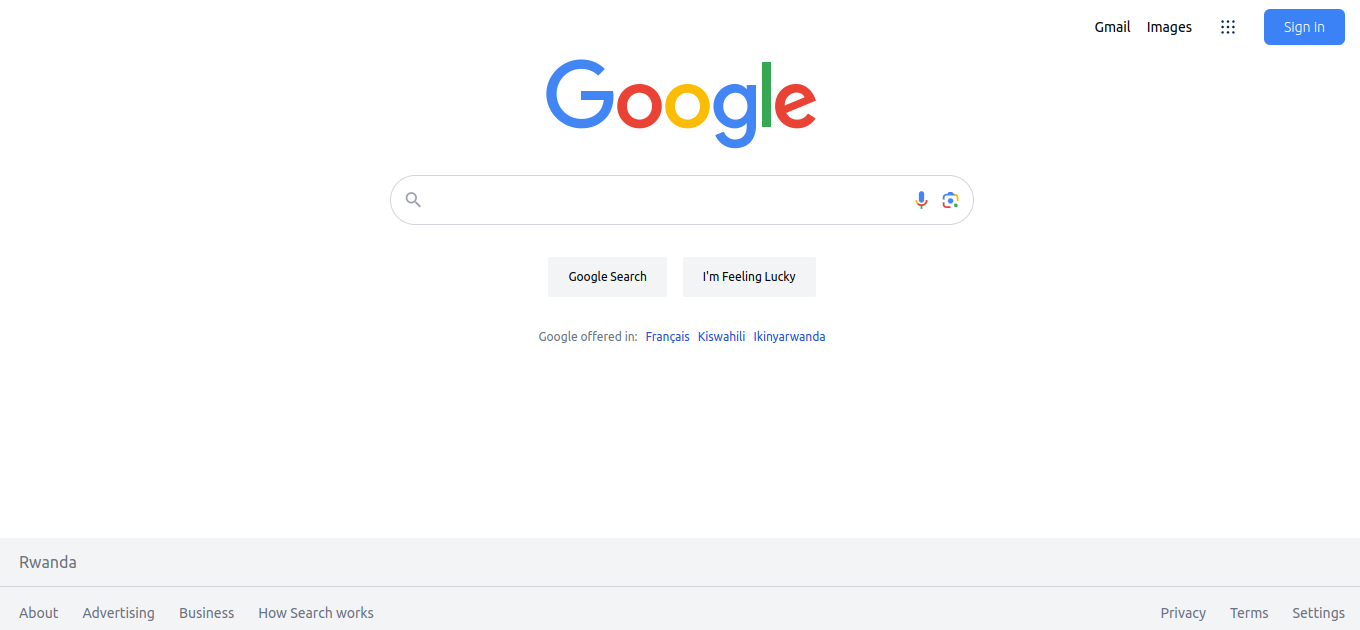 Gmail Images Sign in
Google
Google Search I'm Feeling Lucky
Google offered in: Français Kiswahili Ikinyarwanda
Rwanda
About Advertising Business How Search works Privacy Terms Settings